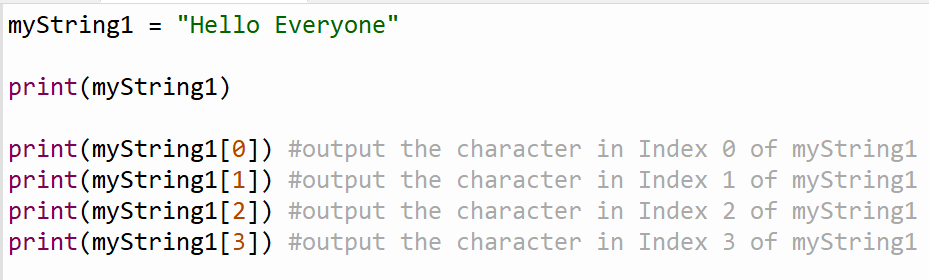 myString1 = "Hello Everyone"
print(myString1)
print(myString1[0]) #output the character in Index 0 of myString1
print(myString1[1]) #output the character in Index 1 of myString1
print(myString1[2]) #output the character in Index 2 of myString1
print(myString1[3]) #output the character in Index 3 of myString1